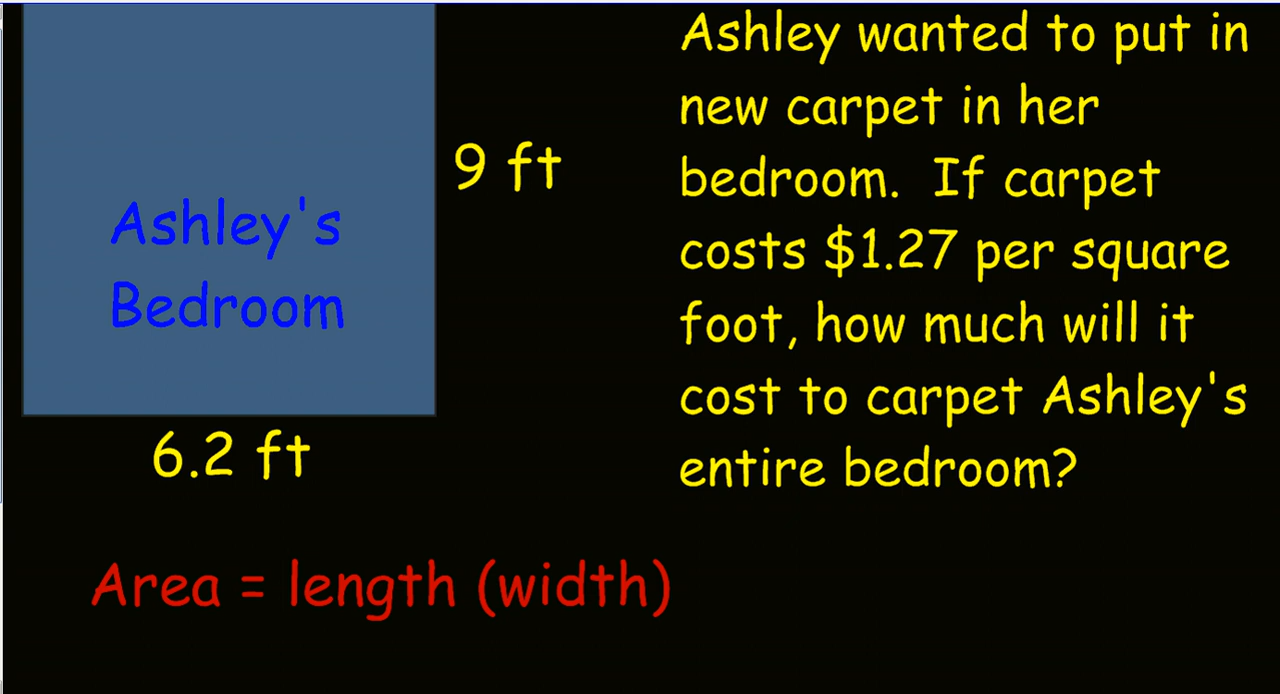 Ashley's
Bedroom
9 ft
6.2 ft
Area = length (width)
Ashley wanted to put in
new carpet in her
bedroom. If carpet
costs $1.27 per square
foot, how much will it
cost to carpet Ashley's
entire bedroom?